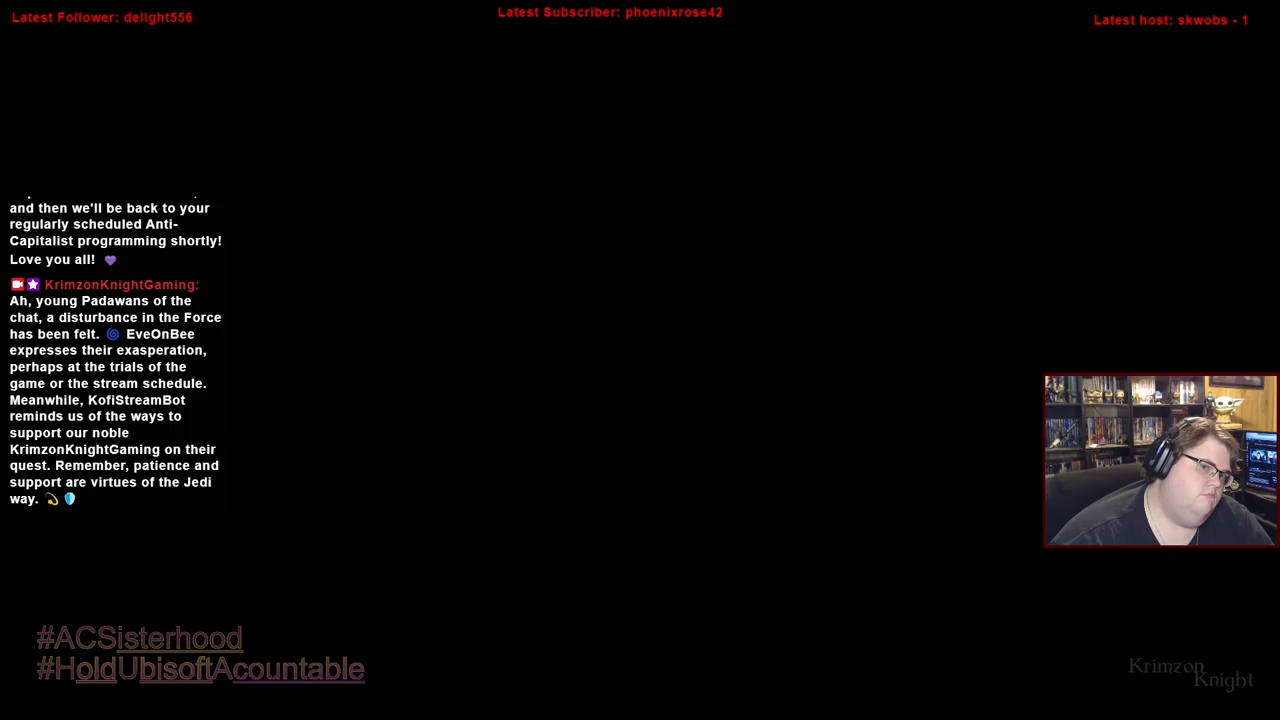 Latest Follower: delight556
Latest Subscriber: phoenixrose42
Latest host: skwobs - 1
and then we'll be back to your
regularly scheduled Anti-
Capitalist programming shortly!
Love you all! 💜
KrimzonKnightGaming:
Ah, young Padawans of the
chat, a disturbance in the Force
has been felt. 🌀 EveOnBee
expresses their exasperation,
perhaps at the trials of the
game or the stream schedule.
Meanwhile, KofiStreamBot
reminds us of the ways to
support our noble
KrimzonKnightGaming on their
quest. Remember, patience and
support are virtues of the Jedi
way. 💫 🛡️
#ACSisterhood
#HoldUbisoftAcountable
Krimzon
Knight